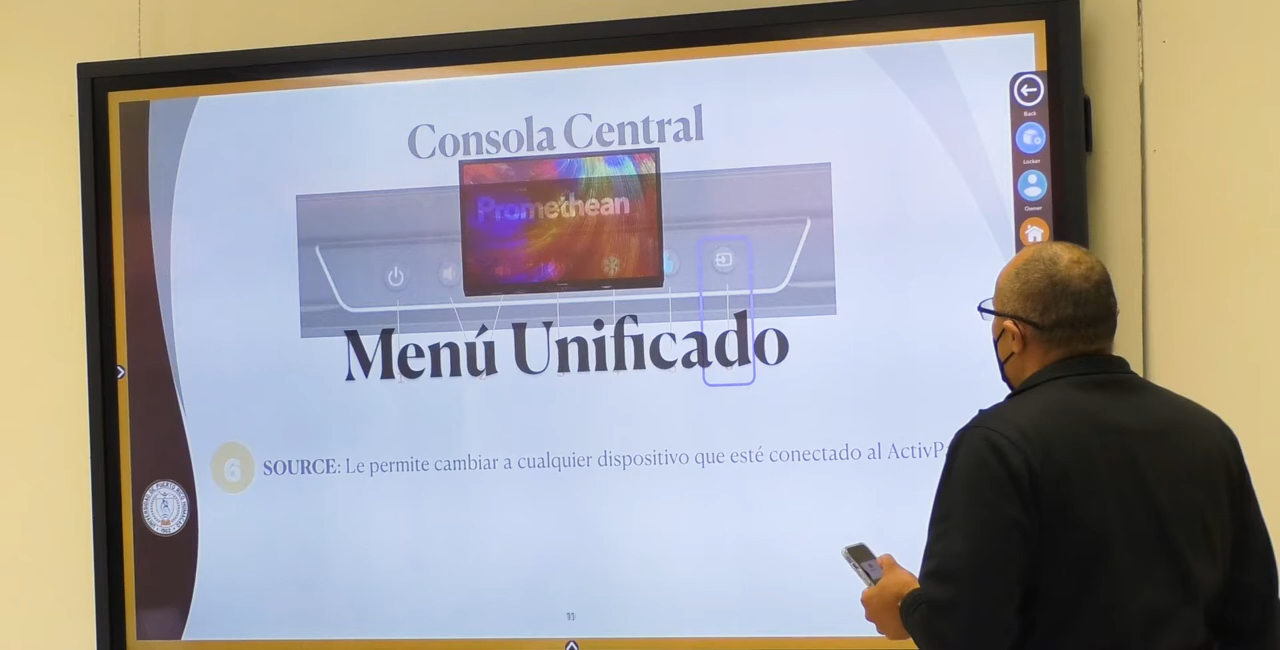 Consola Central
Back
Locker
Owner
Promethean
Menú Unificado
6 SOURCE: Le permite cambiar a cualquier dispositivo que esté conectado al ActivP